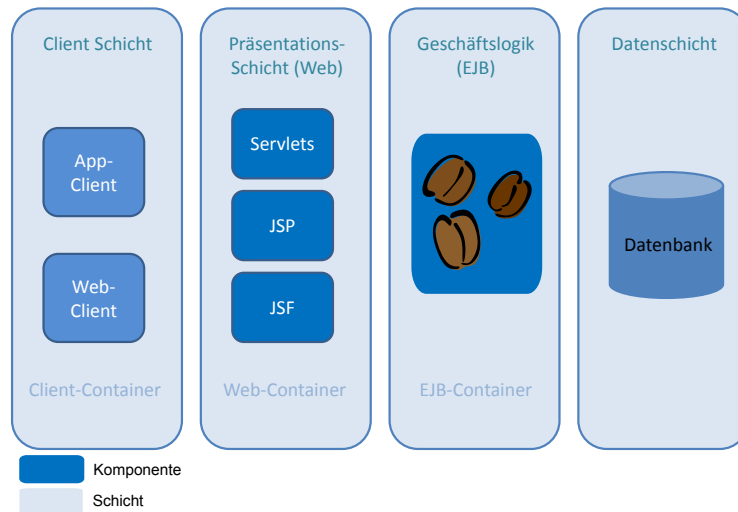 Client Schicht
App-
Client
Web-
Client
Client-Container
Präsentations-
Schicht (Web)
Servlets
JSP
JSF
Web-Container
Geschäftslogik
(EJB)
EJB-Container
Datenschicht
Datenbank
Komponente
Schicht